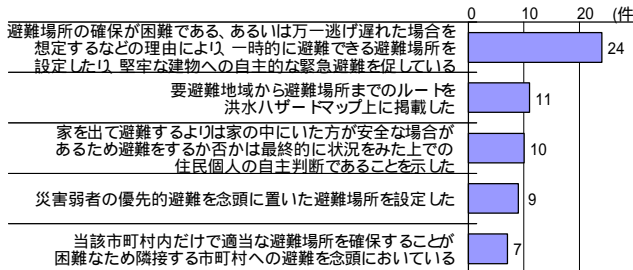 0 10 20 (件
避難場所の確保が困難である、あるいは万一逃げ遅れた場合を
想定するなどの理由により、一時的に避難できる避難場所を
設定したり、堅牢な建物への自主的な緊急避難を促している
24
要避難地域から避難場所までのルートを
洪水ハザードマップ上に掲載した
11
家を出て避難するよりは家の中にいた方が安全な場合が
あるため避難をするか否かは最終的に状況をみた上での
住民個人の自主判断であることを示した
10
災害弱者の優先的避難を念頭に置いた避難場所を設定した
9
当該市町村内だけで適当な避難場所を確保することが
困難なため隣接する市町村への避難を念頭においている
7